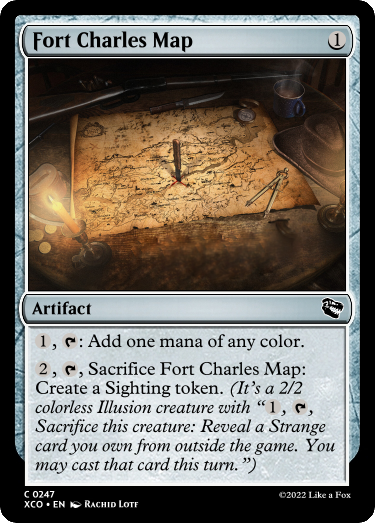 Fort Charles Map 1
Artifact
1, : Add one mana of any color.
2, , Sacrifice Fort Charles Map:
Create a Sighting token. (It's a 2/2
colorless Illusion creature with "1, ,
Sacrifice this creature: Reveal a Strange
card you own from outside the game. You
may cast that card this turn.")
C 0247
XCO • EN Rachid Lotf
©2022 Like a Fox